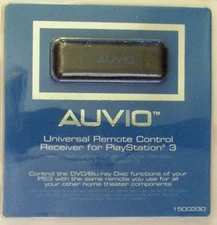 AUVIO
AUVIO™
Universal Remote Control
Receiver for PlayStation® 3
Control the DVD/Blu-ray Disc functions of your
PS3 with the same remote you use for all
your other home theater components
1500330